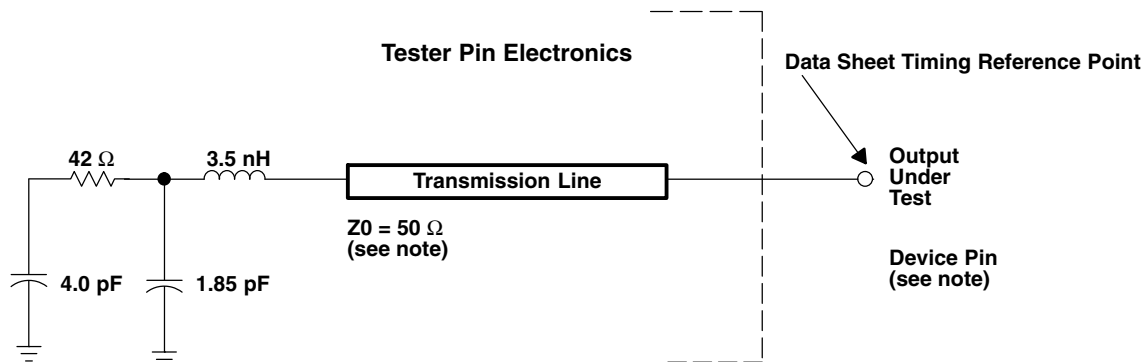 Tester Pin Electronics
Data Sheet Timing Reference Point
42 Ω
3.5 nH
Transmission Line
Output
Under
Test
Z0 = 50 Ω
(see note)
Device Pin
(see note)
4.0 pF
1.85 pF